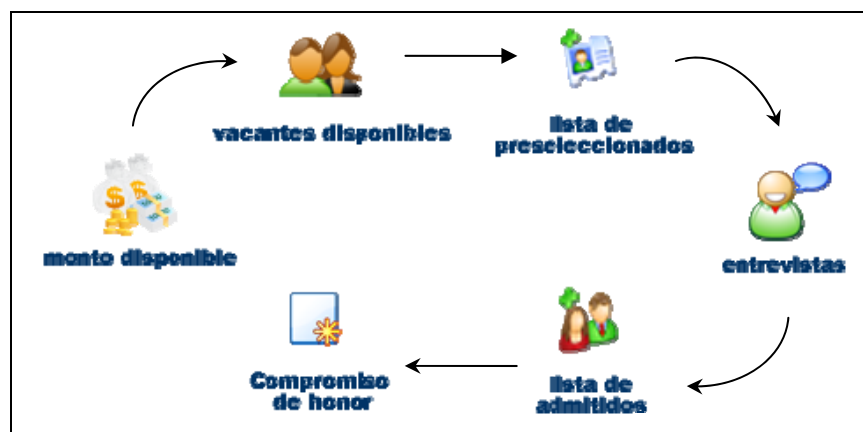 monto disponible
vacantes disponibles
lista de
preseleccionados
entrevistas
lista de
admitidos
Compromiso
de honor